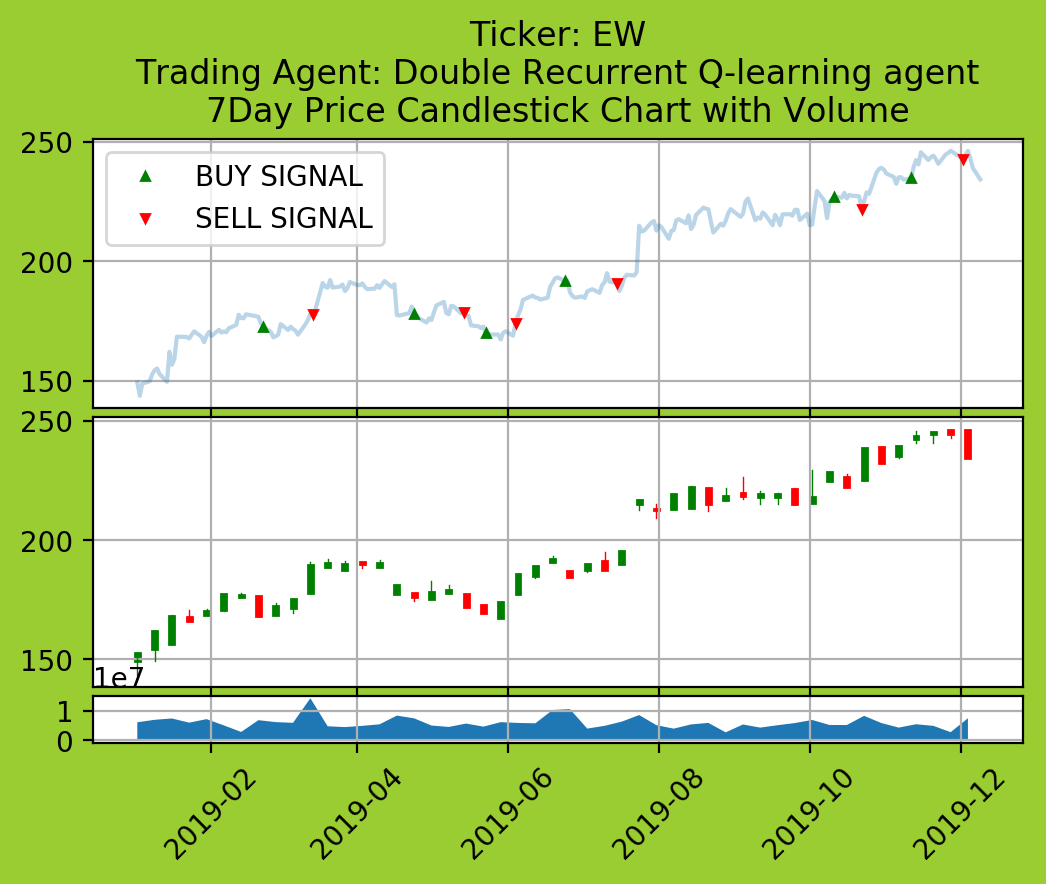 Ticker: EW
Trading Agent: Double Recurrent Q-learning agent
7Day Price Candlestick Chart with Volume
250
BUY SIGNAL
SELL SIGNAL
200
150
250
200
150
1e7
1
0
2019-02
2019-04
2019-06
2019-08
2019-10
2019-12